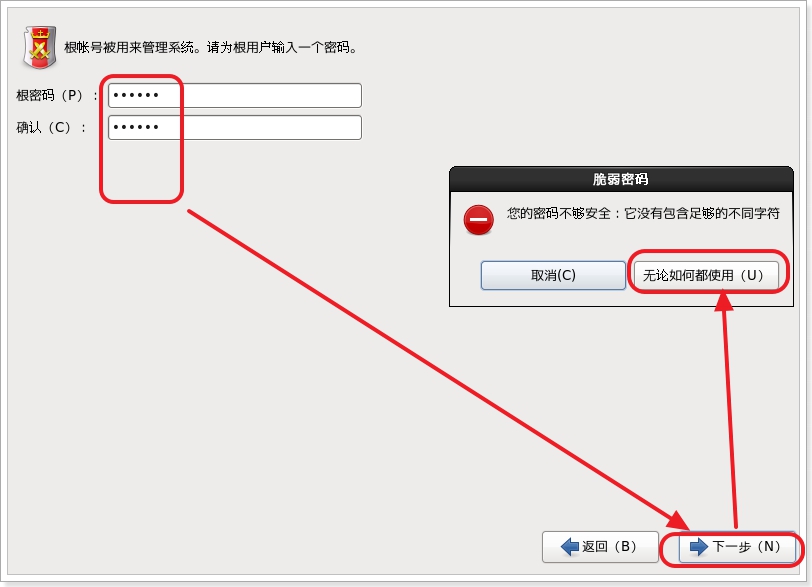 根帐号被用来管理系统。请为根用户输入一个密码。
根密码（P）：
••••••
确认（C）：
••••••
脆弱密码
您的密码不够安全：它没有包含足够的不同字符
取消(C)
无论如何都使用（U）
返回（B）
下一步（N）